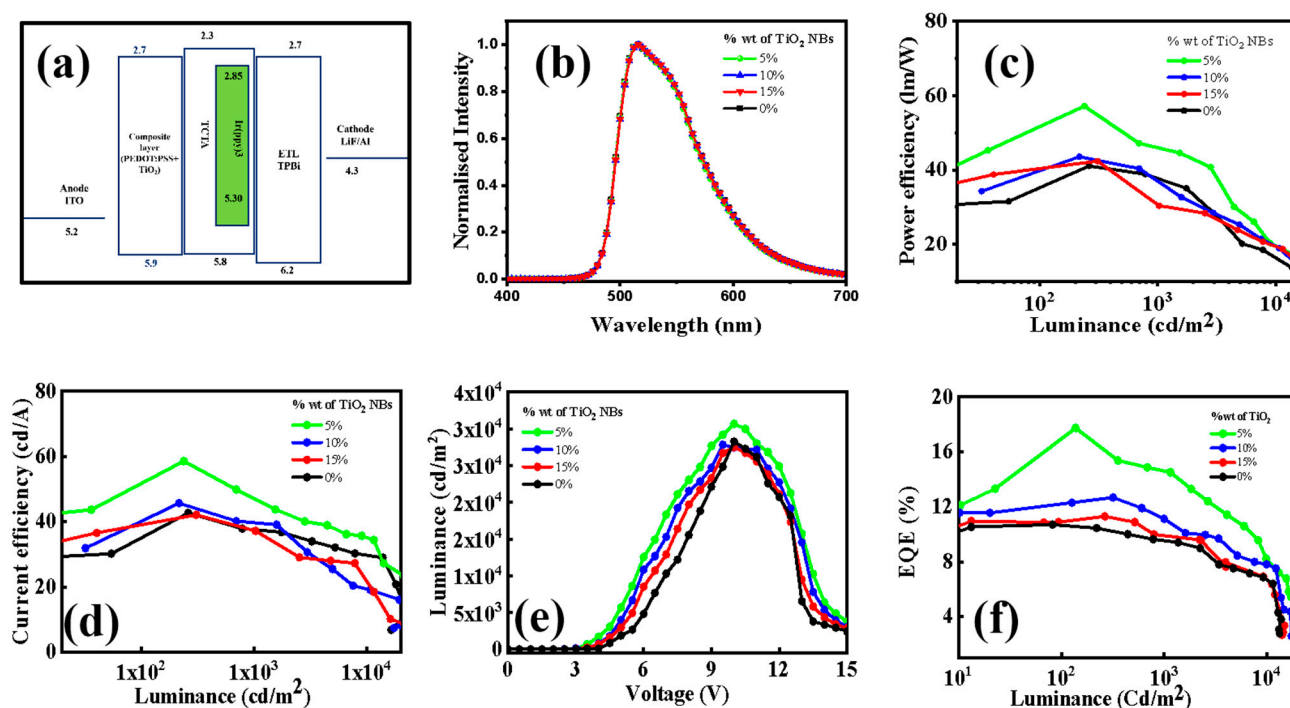 (a)
2.7
2.3
2.7
2.85
Composite
layer
(PEDOT:PSS+
TiO2)
TCTA
Ir(ppy)3
ETL
TPBi
Cathode
LiF/Al
4.3
Anode
ITO
5.2
5.30
5.9
5.8
6.2
(b)
% wt of TiO2 NBs
5%
10%
15%
0%
Normalised Intensity
1.0
0.8
0.6
0.4
0.2
0.0
400 500 600 700
Wavelength (nm)
(c)
% wt of TiO2 NBs
5%
10%
15%
0%
Power efficiency (lm/W)
80
60
40
20
10² 10³ 10⁴
Luminance (cd/m²)
(d)
% wt of TiO2 NBs
5%
10%
15%
0%
Current efficiency (cd/A)
80
60
40
20
0
1x10² 1x10³ 1x10⁴
Luminance (cd/m²)
(e)
% wt of TiO2 NBs
5%
10%
15%
0%
Luminance (cd/m²)
4x10⁴
3x10⁴
3x10⁴
2x10⁴
2x10⁴
1x10⁴
5x10³
0
0 3 6 9 12 15
Voltage (V)
(f)
%wt of TiO2
5%
10%
15%
0%
EQE (%)
20
16
12
8
4
10¹ 10² 10³ 10⁴
Luminance (Cd/m²)